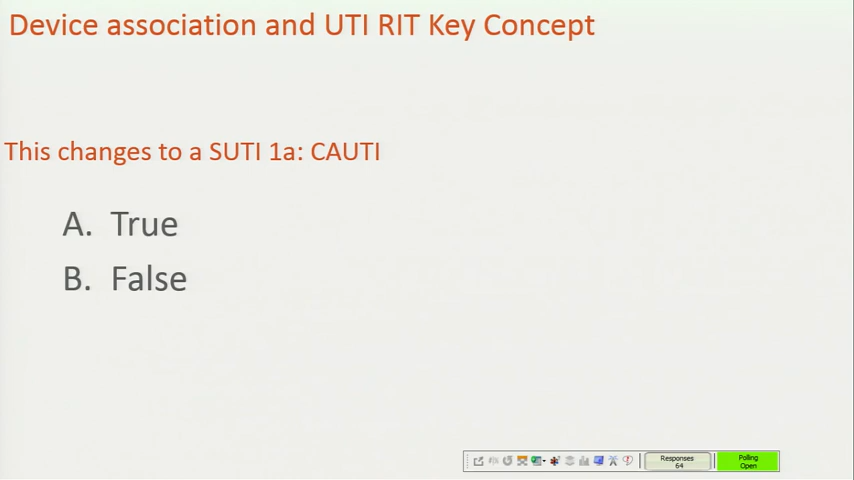 Device association and UTI RIT Key Concept
This changes to a SUTI 1a: CAUTI
A. True
B. False
Responses
64
Polling
Open